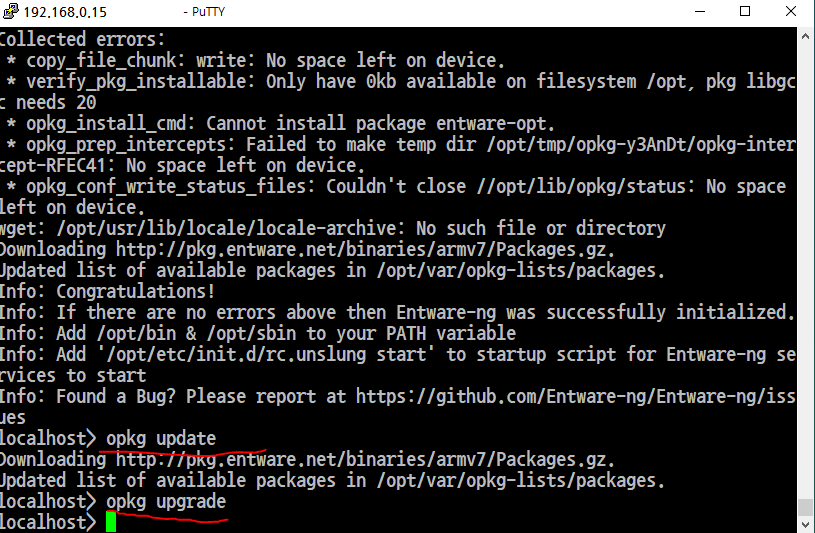 192.168.0.15 - PuTTY
Collected errors:
* copy_file_chunk: write: No space left on device.
* verify_pkg_installable: Only have 0kb available on filesystem /opt, pkg libgc
c needs 20
* opkg_install_cmd: Cannot install package entware-opt.
* opkg_prep_intercepts: Failed to make temp dir /opt/tmp/opkg-y3AnDt/opkg-inter
cept-RFEC41: No space left on device.
* opkg_conf_write_status_files: Couldn't close //opt/lib/opkg/status: No space
left on device.
wget: /opt/usr/lib/locale/locale-archive: No such file or directory
Downloading http://pkg.entware.net/binaries/armv7/Packages.gz.
Updated list of available packages in /opt/var/opkg-lists/packages.
Info: Congratulations!
Info: If there are no errors above then Entware-ng was successfully initialized.
Info: Add /opt/bin & /opt/sbin to your PATH variable
Info: Add '/opt/etc/init.d/rc.unslung start' to startup script for Entware-ng se
rvices to start
Info: Found a Bug? Please report at https://github.com/Entware-ng/Entware-ng/iss
ues
localhost> opkg update
Downloading http://pkg.entware.net/binaries/armv7/Packages.gz.
Updated list of available packages in /opt/var/opkg-lists/packages.
localhost> opkg upgrade
localhost>